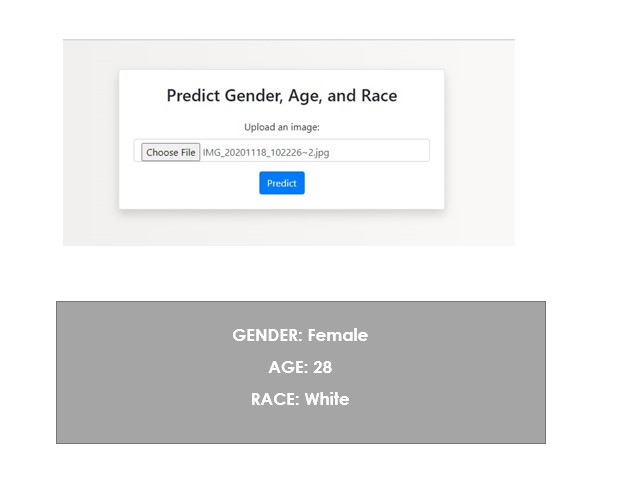 Predict Gender, Age, and Race
Upload an image:
Choose File IMG_20201118_102226~2.jpg
Predict
GENDER: Female
AGE: 28
RACE: White